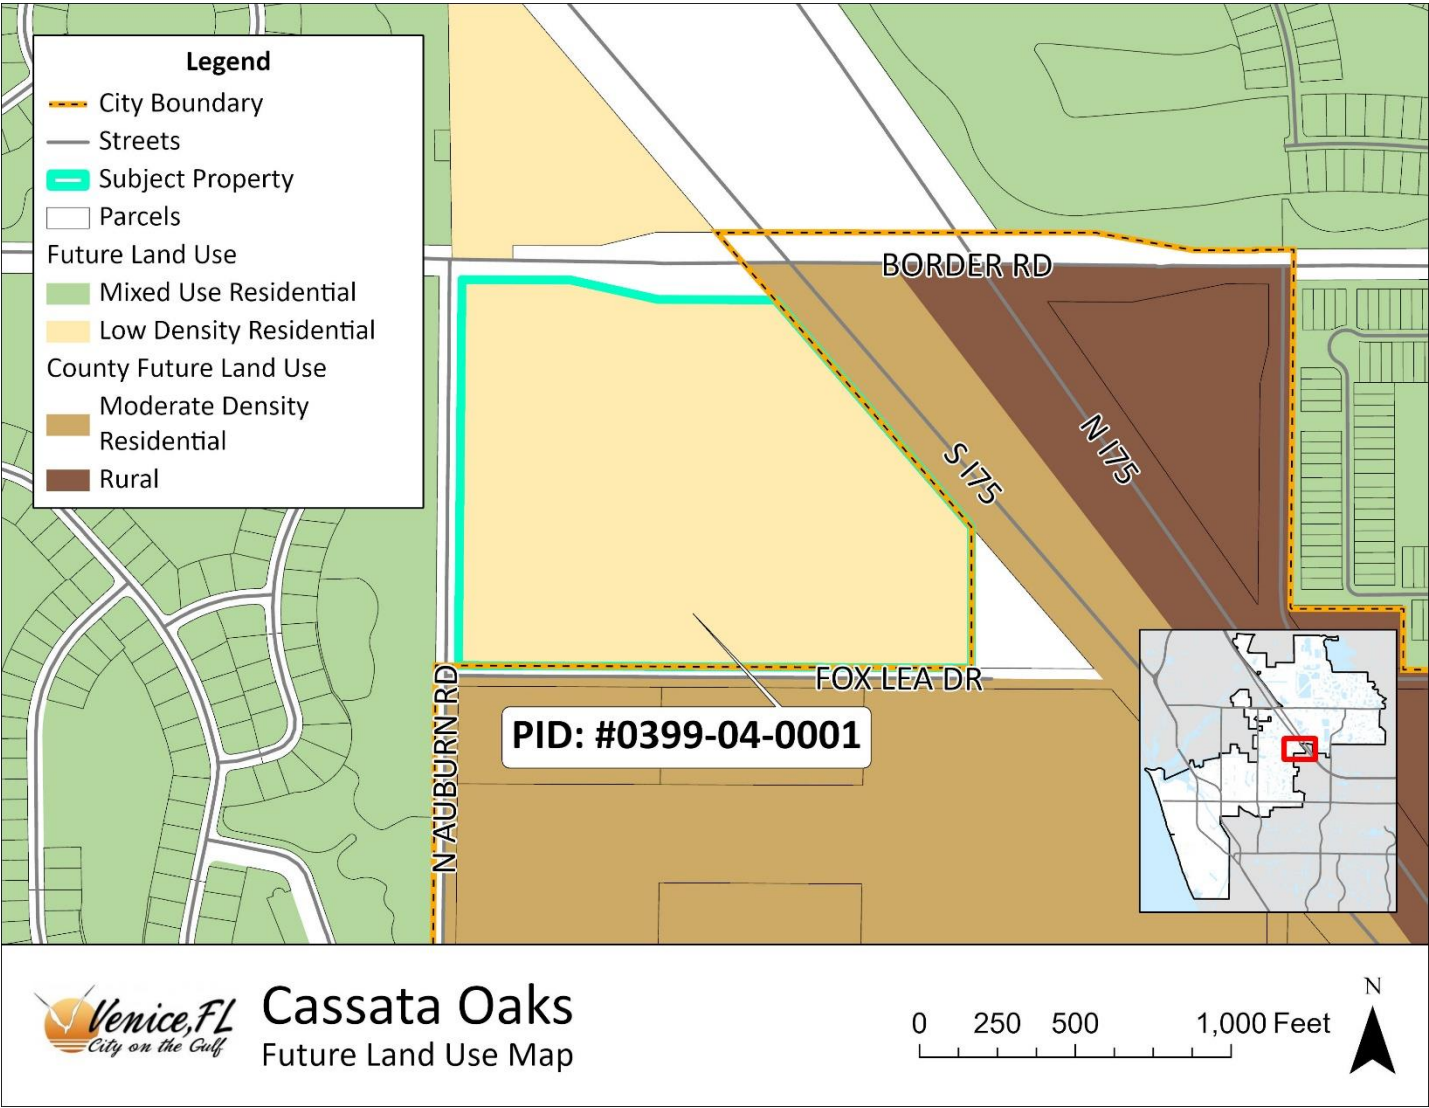 Legend
City Boundary
Streets
Subject Property
Parcels
Future Land Use
Mixed Use Residential
Low Density Residential
County Future Land Use
Moderate Density
Residential
Rural
BORDER RD
N I75
S I75
FOX LEA DR
N AUBURN RD
PID: #0399-04-0001
Venice, FL
City on the Gulf
Cassata Oaks
Future Land Use Map
0 250 500 1,000 Feet
N